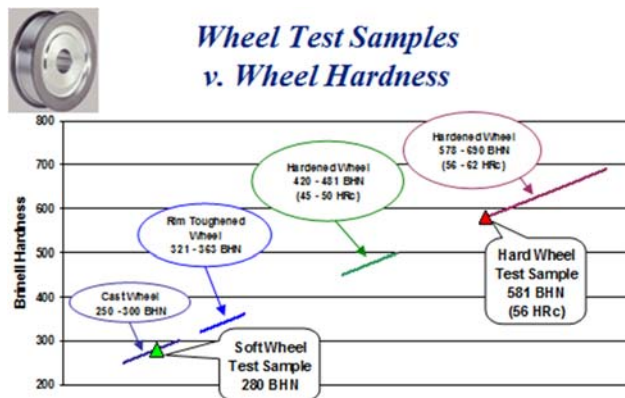 Wheel Test Samples
v. Wheel Hardness
Brinell Hardness
800
700
600
500
400
300
200
Cast Wheel
250 - 300 BHN
Rim Toughened
Wheel
321 - 363 BHN
Hardened Wheel
420 - 481 BHN
(45 - 50 HRc)
Hardened Wheel
578 - 690 BHN
(56 - 62 HRc)
Soft Wheel
Test Sample
280 BHN
Hard Wheel
Test Sample
581 BHN
(56 HRc)